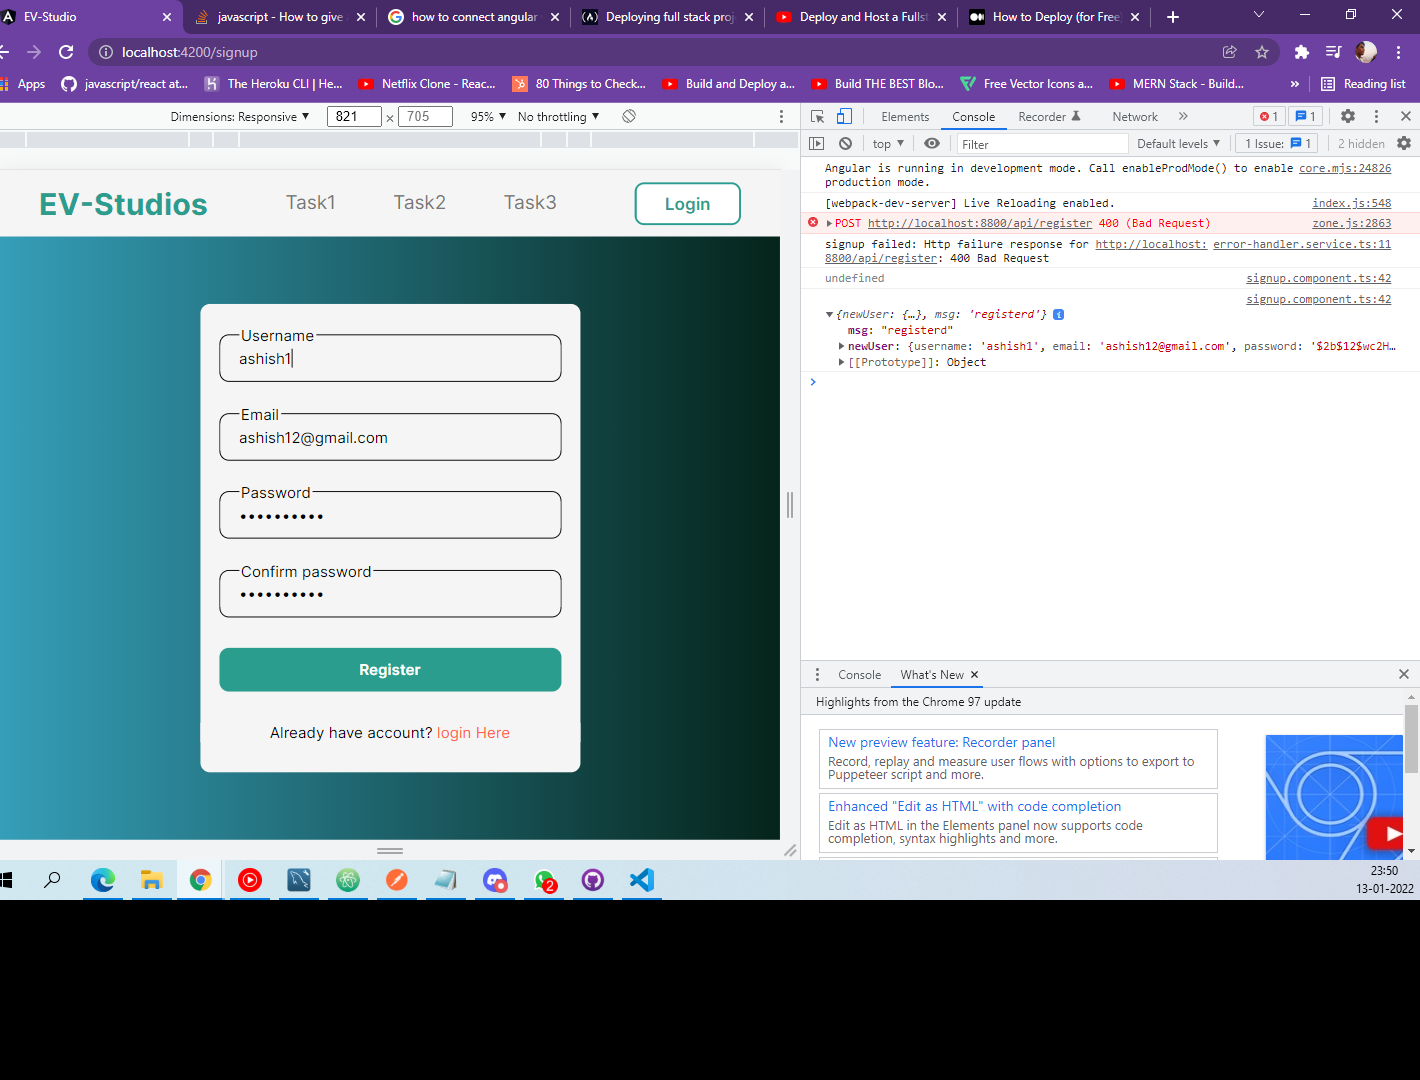 EV-Studio
javascript - How to give
how to connect angular
Deploying full stack proj
Deploy and Host a Fullst
How to Deploy (for Free
localhost:4200/signup
Apps
javascript/react at...
The Heroku CLI | He...
Netflix Clone - Reac...
80 Things to Check...
Build and Deploy a...
Build THE BEST Blo...
Free Vector Icons a...
MERN Stack - Build...
»
Reading list
Dimensions: Responsive ▼ 821 × 705 95% ▼ No throttling ▼
Elements Console Recorder Network » 1 1
top ▼ Filter Default levels ▼ 1 Issue: 1 2 hidden
Angular is running in development mode. Call enableProdMode() to enable core.mjs:24826
production mode.
[webpack-dev-server] Live Reloading enabled. index.js:548
POST http://localhost:8800/api/register 400 (Bad Request) zone.js:2863
signup failed: Http failure response for http://localhost: error-handler.service.ts:11
8800/api/register: 400 Bad Request
undefined signup.component.ts:42
signup.component.ts:42
{newUser: {…}, msg: 'registerd'}
msg: "registerd"
newUser: {username: 'ashish1', email: 'ashish12@gmail.com', password: '$2b$12$wc2H…
[[Prototype]]: Object
EV-Studios
Task1
Task2
Task3
Login
Username
ashish1
Email
ashish12@gmail.com
Password
••••••••••
Confirm password
••••••••••
Register
Already have account? login Here
Console What's New
Highlights from the Chrome 97 update
New preview feature: Recorder panel
Record, replay and measure user flows with options to export to
Puppeteer script and more.
Enhanced "Edit as HTML" with code completion
Edit as HTML in the Elements panel now supports code
completion, syntax highlights and more.
2
23:50
13-01-2022